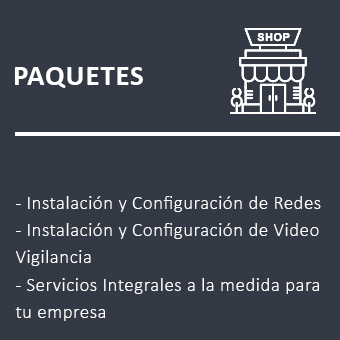 SHOP
PAQUETES
- Instalación y Configuración de Redes
- Instalación y Configuración de Video
Vigilancia
- Servicios Integrales a la medida para
tu empresa